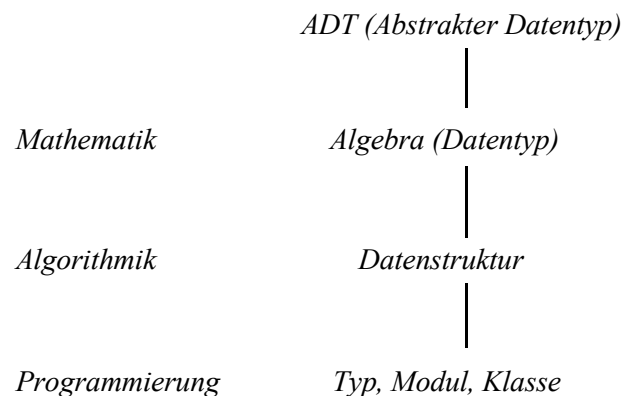 ADT (Abstrakter Datentyp)
Mathematik Algebra (Datentyp)
Algorithmik Datenstruktur
Programmierung Typ, Modul, Klasse